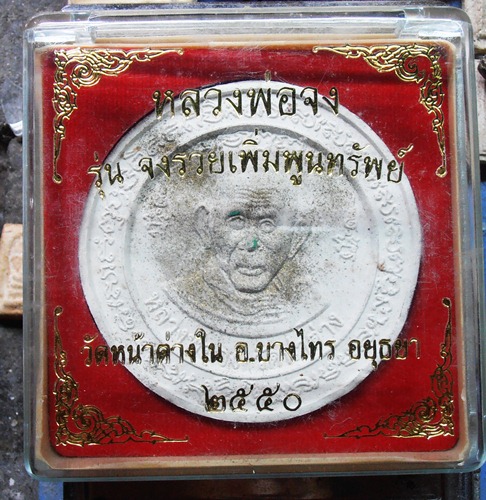 หลวงพ่อจง
รุ่น จงรวยเพิ่มพูนทรัพย์
วัดหน้าต่างใน อ.บางไทร อยุธยา
๒๕๕๐